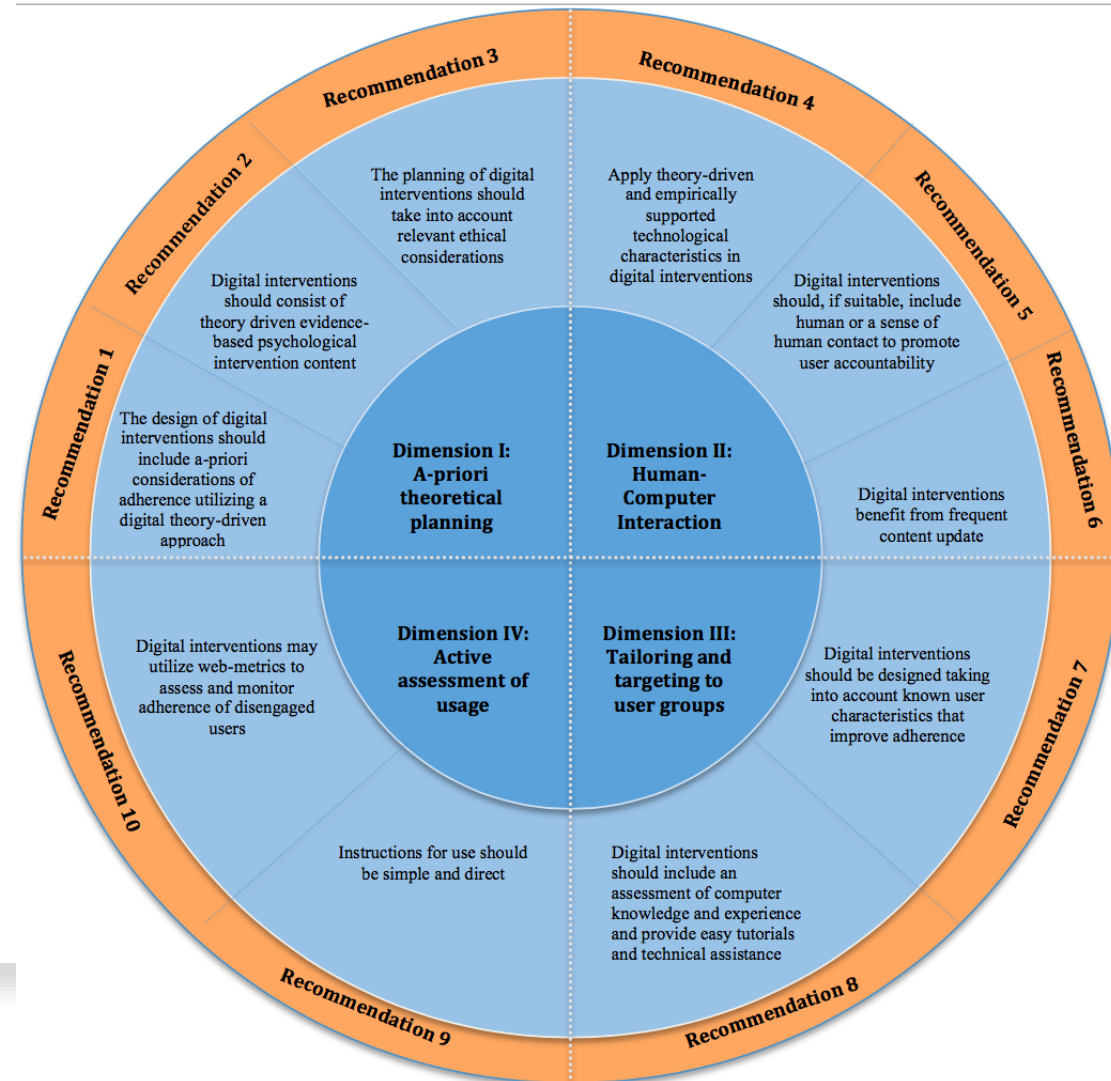 Recommendation 1
The design of digital
interventions should
include a-priori
considerations of
adherence utilizing a
digital theory-driven
approach
Recommendation 2
Digital interventions
should consist of
theory driven evidence-
based psychological
intervention content
Recommendation 3
The planning of digital
interventions should
take into account
relevant ethical
considerations
Recommendation 4
Apply theory-driven
and empirically
supported
technological
characteristics in
digital interventions
Recommendation 5
Digital interventions
should, if suitable, include
human or a sense of
human contact to promote
user accountability
Recommendation 6
Digital interventions
benefit from frequent
content update
Recommendation 7
Digital interventions
should be designed taking
into account known user
characteristics that
improve adherence
Recommendation 8
Digital interventions
should include an
assessment of computer
knowledge and experience
and provide easy tutorials
and technical assistance
Recommendation 9
Instructions for use should
be simple and direct
Recommendation 10
Digital interventions may
utilize web-metrics to
assess and monitor
adherence of disengaged
users
Dimension I:
A-priori
theoretical
planning
Dimension II:
Human-
Computer
Interaction
Dimension III:
Tailoring and
targeting to
user groups
Dimension IV:
Active
assessment of
usage